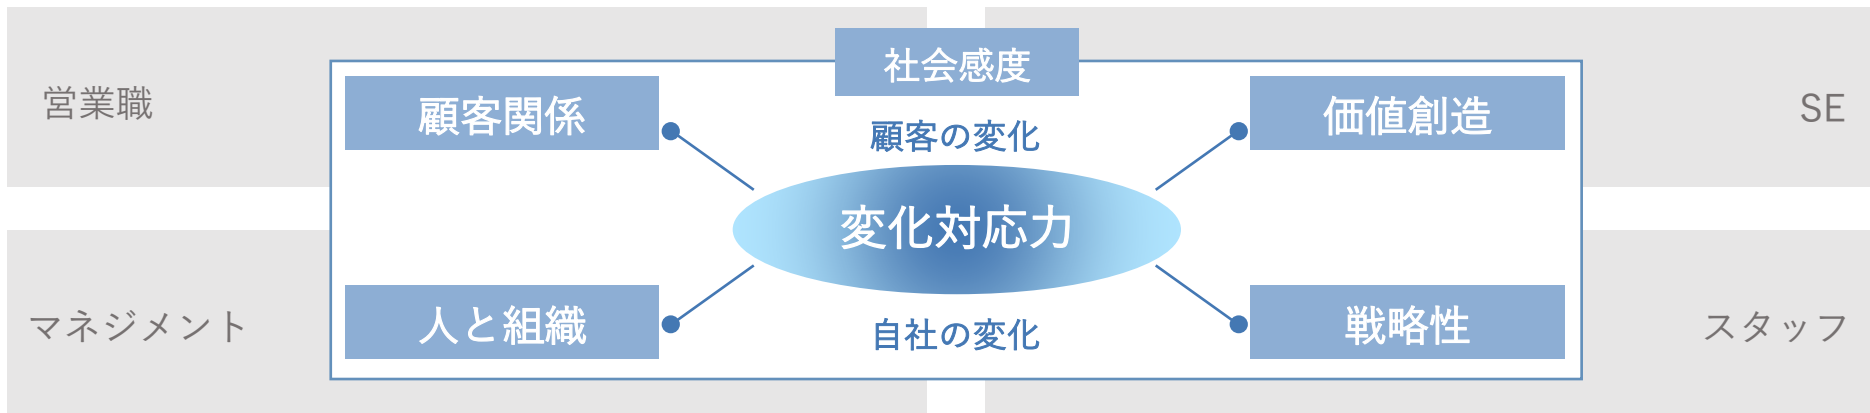 社会感度
営業職
顧客関係
顧客の変化
価値創造
SE
変化対応力
マネジメント
人と組織
自社の変化
戦略性
スタッフ